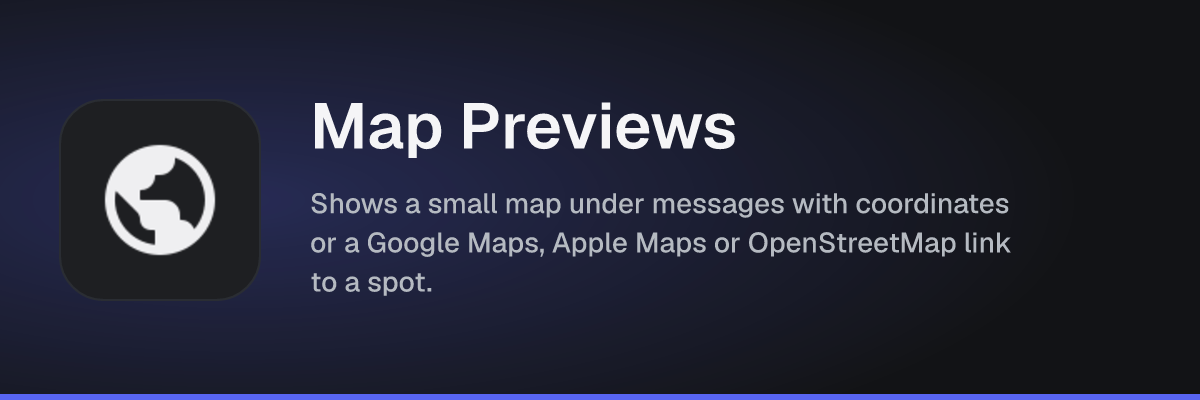 Map Previews
Shows a small map under messages with coordinates
or a Google Maps, Apple Maps or OpenStreetMap link
to a spot.